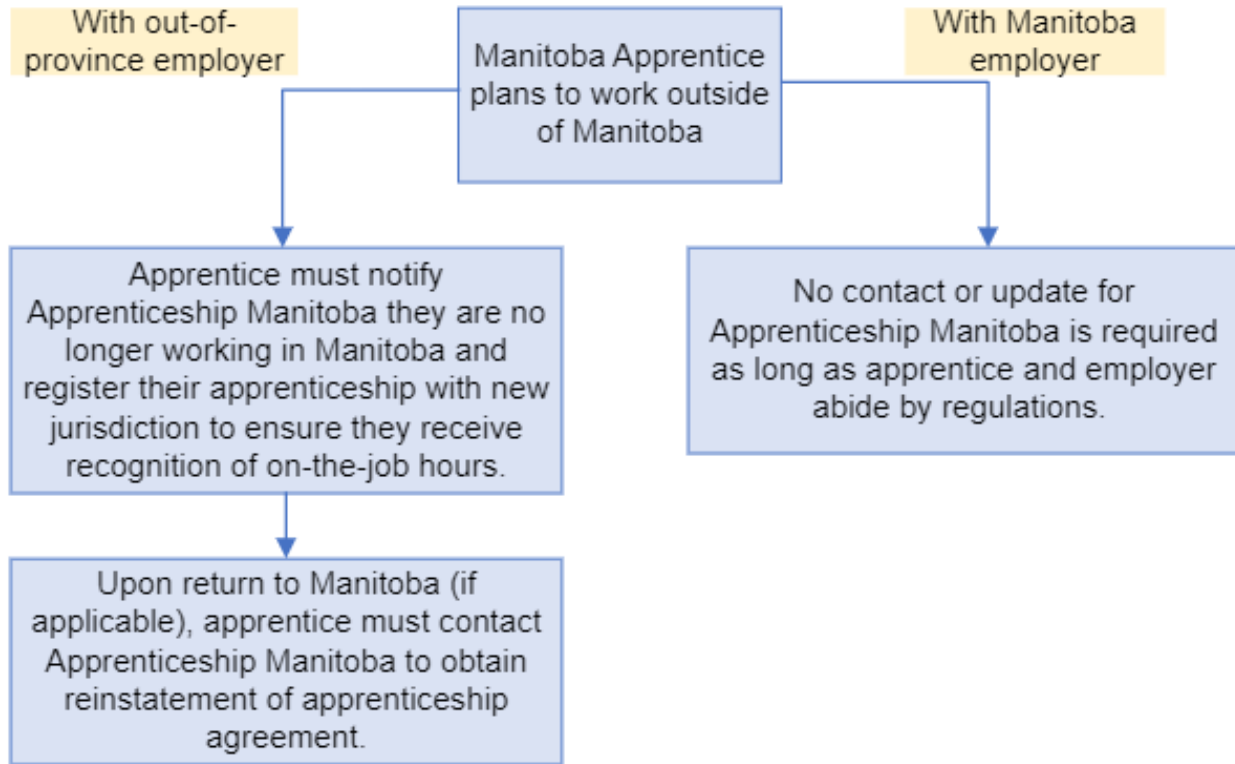 With out-of-
province employer
Manitoba Apprentice
plans to work outside
of Manitoba
With Manitoba
employer
Apprentice must notify
Apprenticeship Manitoba they are no
longer working in Manitoba and
register their apprenticeship with new
jurisdiction to ensure they receive
recognition of on-the-job hours.
No contact or update for
Apprenticeship Manitoba is required
as long as apprentice and employer
abide by regulations.
Upon return to Manitoba (if
applicable), apprentice must contact
Apprenticeship Manitoba to obtain
reinstatement of apprenticeship
agreement.